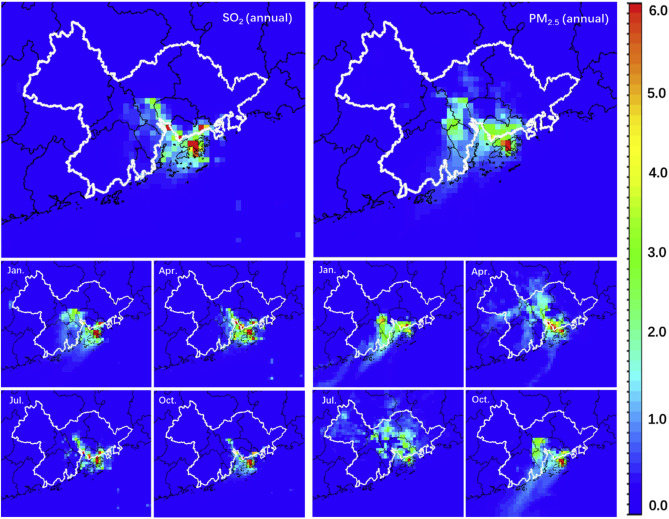 SO₂ (annual)
PM₂.₅ (annual)
6.0
5.0
4.0
3.0
2.0
1.0
0.0
Jan.
Apr.
Jan.
Apr.
Jul.
Oct.
Jul.
Oct.